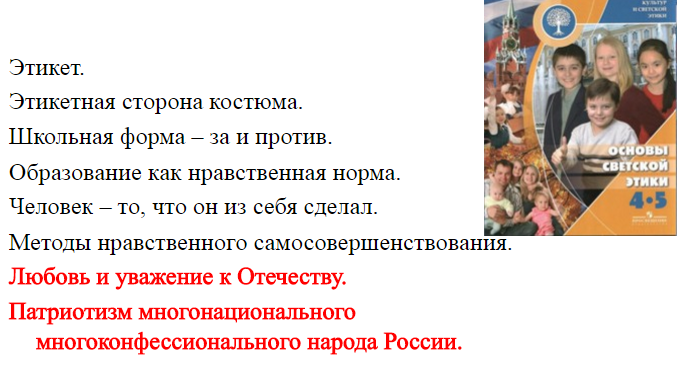 Этикет.
Этикетная сторона костюма.
Школьная форма – за и против.
Образование как нравственная норма.
Человек – то, что он из себя сделал.
Методы нравственного самосовершенствования.
Любовь и уважение к Отечеству.
Патриотизм многонационального
многоконфессионального народа России.
КУЛЬТУР
И СВЕТСКОЙ
ЭТИКИ
ОСНОВЫ
СВЕТСКОЙ
ЭТИКИ
4•5